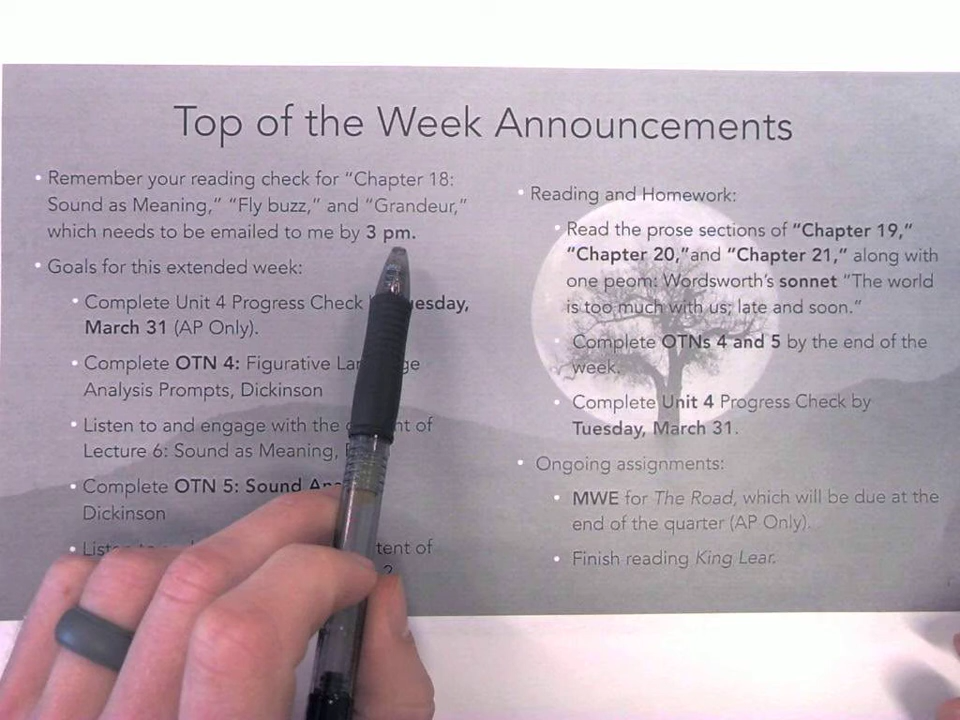 Top of the Week Announcements
• Remember your reading check for “Chapter 18:
Sound as Meaning,” “Fly buzz,” and “Grandeur,”
which needs to be emailed to me by 3 pm.
• Goals for this extended week:
• Complete Unit 4 Progress Check
March 31 (AP Only).
• Complete OTN 4: Figurative
Analysis Prompts, Dickinson
• Listen to and engage with the
Lecture 6: Sound as Meaning,
• Complete OTN 5: Sound
Dickinson
of
2
• Reading and Homework:
• Read the prose sections of “Chapter 19,”
“Chapter 20,”and “Chapter 21,” along with
one peom: Wordsworth’s sonnet “The world
is too much with us; late and soon.”
• Complete OTNs 4 and 5 by the end of the
week.
• Complete Unit 4 Progress Check by
Tuesday, March 31.
• Ongoing assignments:
• MWE for The Road, which will be due at the
end of the quarter (AP Only).
• Finish reading King Lear.